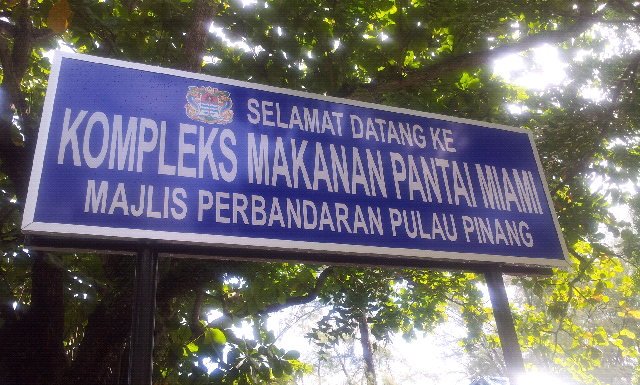 SELAMAT DATANG KE
KOMPLEKS MAKANAN PANTAI MIAMI
MAJLIS PERBANDARAN PULAU PINANG